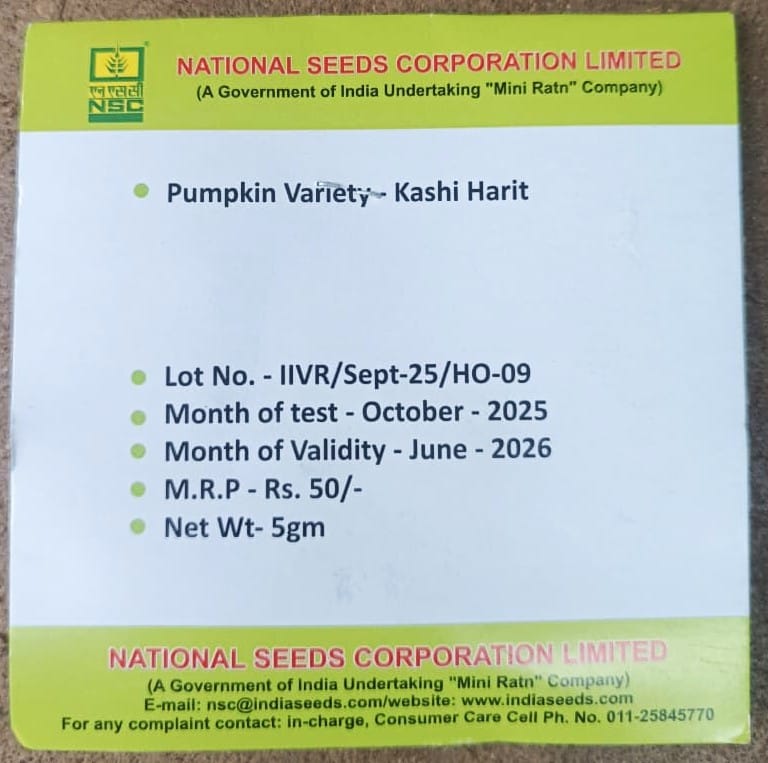 NATIONAL SEEDS CORPORATION LIMITED
(A Government of India Undertaking "Mini Ratn" Company)
एन एस सी
NSC
Pumpkin Variety - Kashi Harit
Lot No. - IIVR/Sept-25/HO-09
Month of test - October - 2025
Month of Validity - June - 2026
M.R.P - Rs. 50/-
Net Wt- 5gm
NATIONAL SEEDS CORPORATION LIMITED
(A Government of India Undertaking "Mini Ratn" Company)
E-mail: nsc@indiaseeds.com/website: www.indiaseeds.com
For any complaint contact: in-charge, Consumer Care Cell Ph. No. 011-25845770